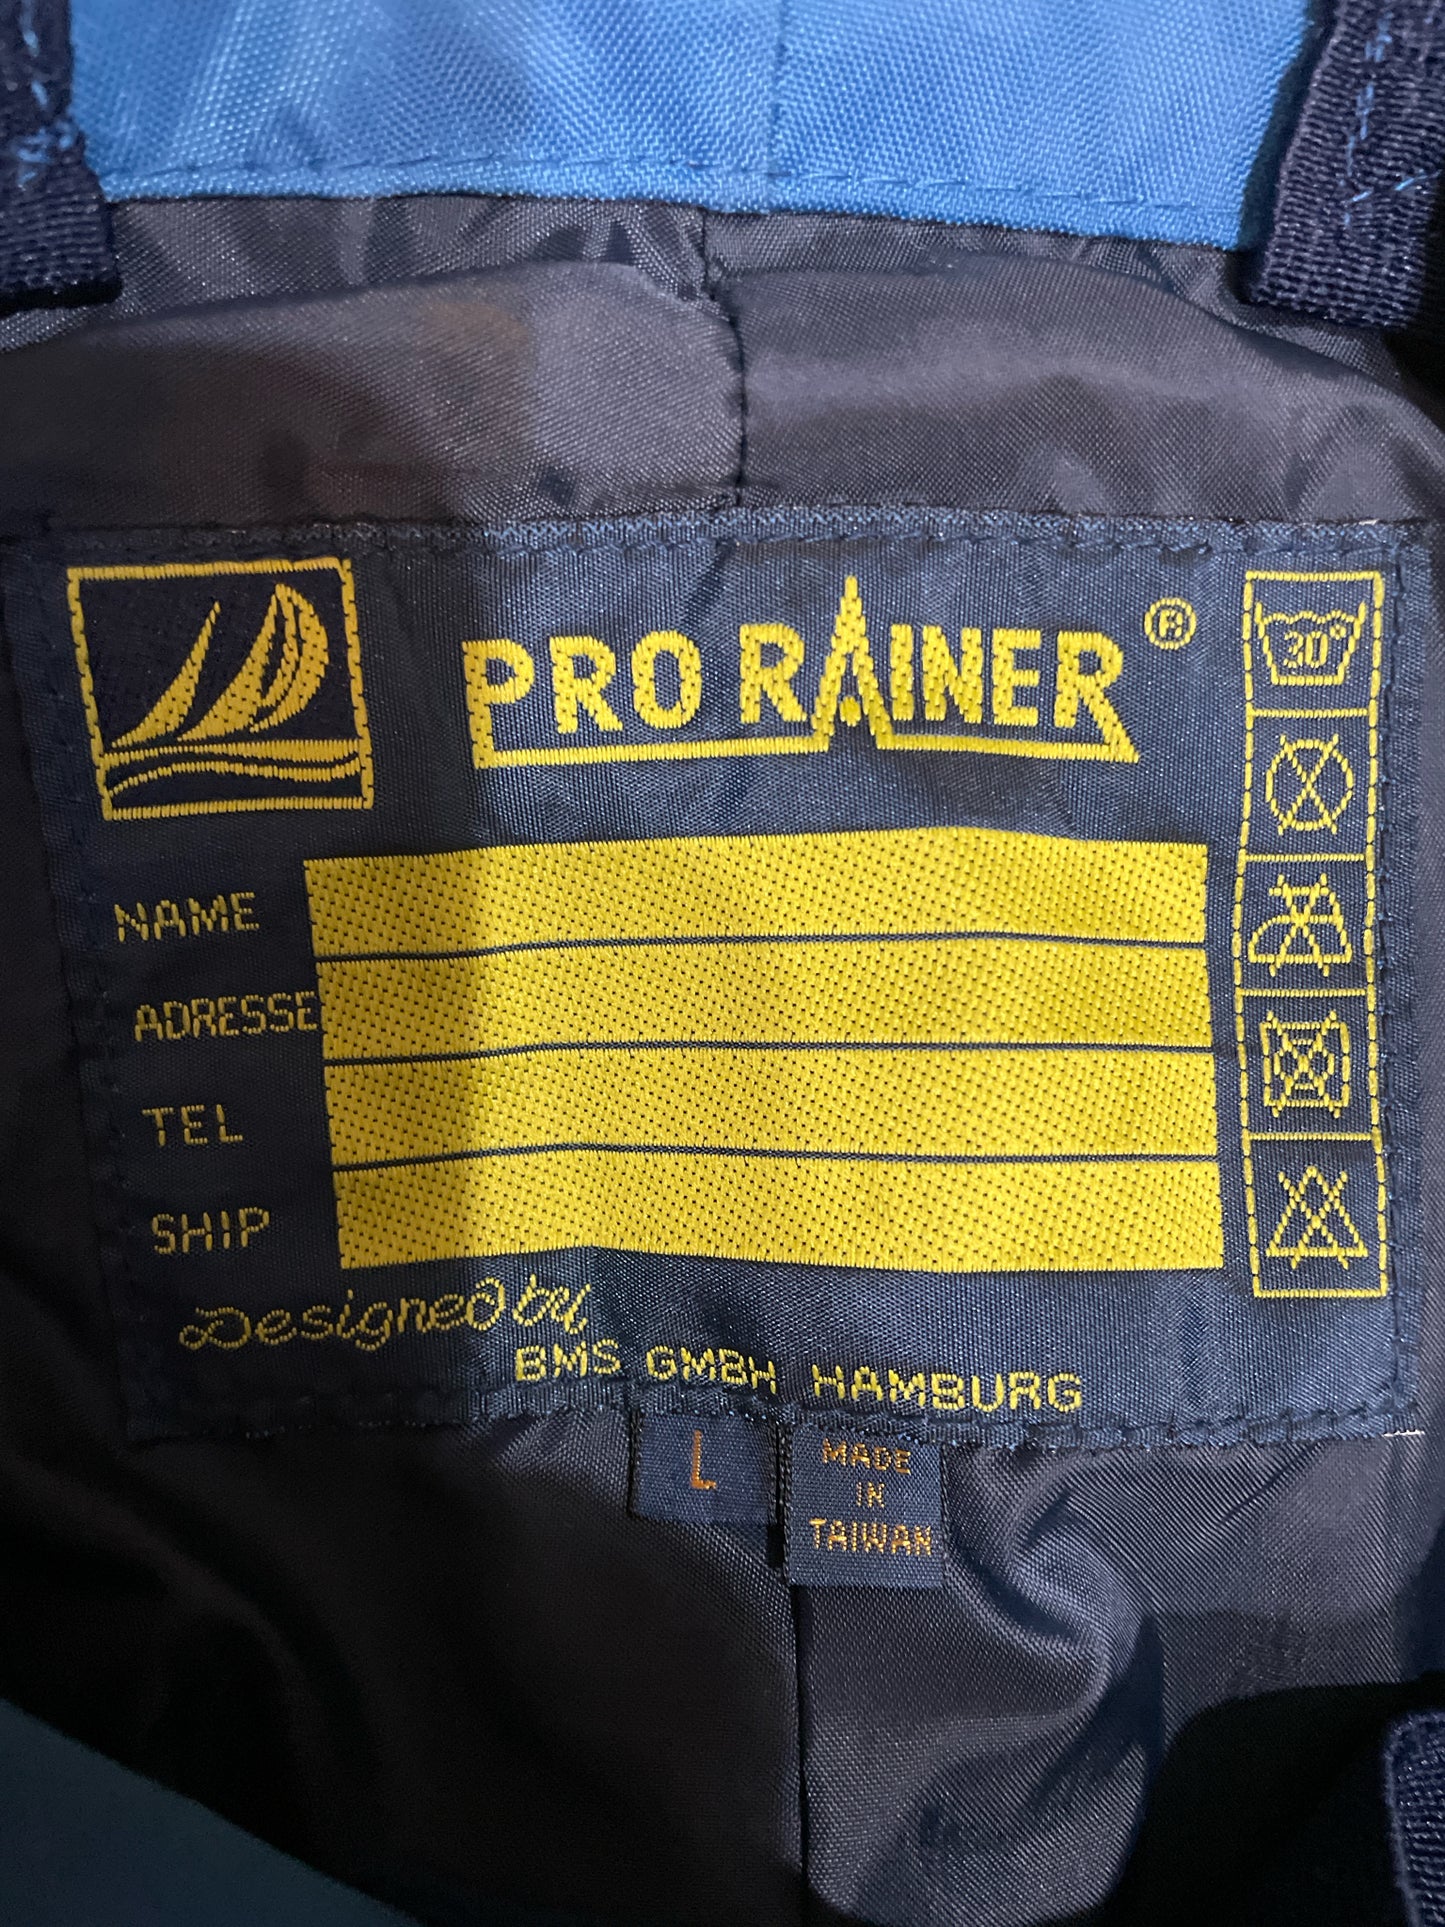 PRO RAINER ®
30°
NAME
ADRESSE
TEL
SHIP
Designed by
BMS GMBH HAMBURG
L
MADE
IN
TAIWAN